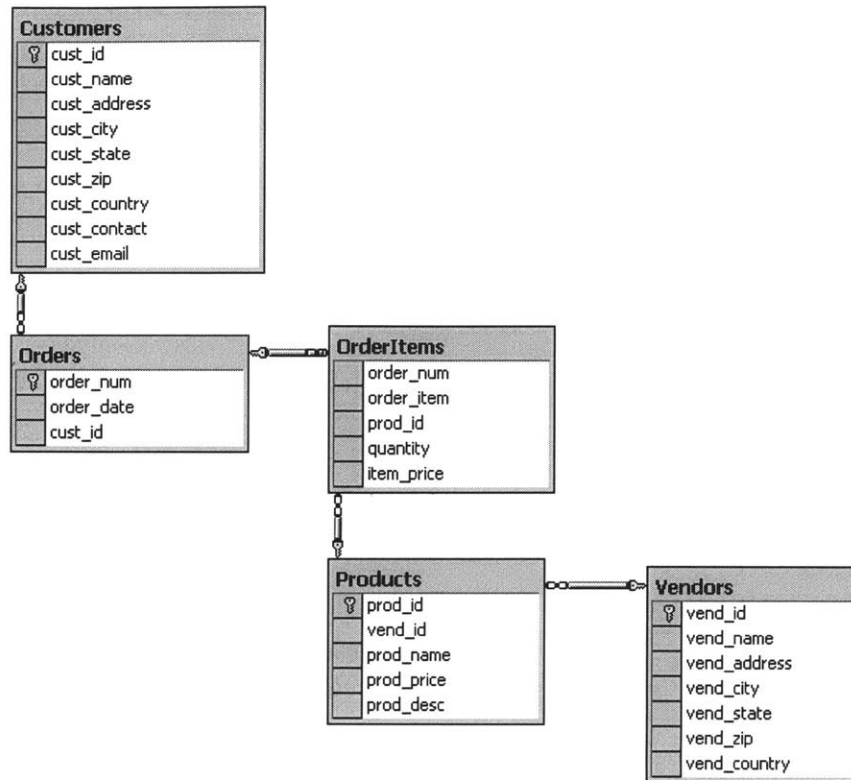 Customers
cust_id
cust_name
cust_address
cust_city
cust_state
cust_zip
cust_country
cust_contact
cust_email
Orders
order_num
order_date
cust_id
OrderItems
order_num
order_item
prod_id
quantity
item_price
Products
prod_id
vend_id
prod_name
prod_price
prod_desc
Vendors
vend_id
vend_name
vend_address
vend_city
vend_state
vend_zip
vend_country